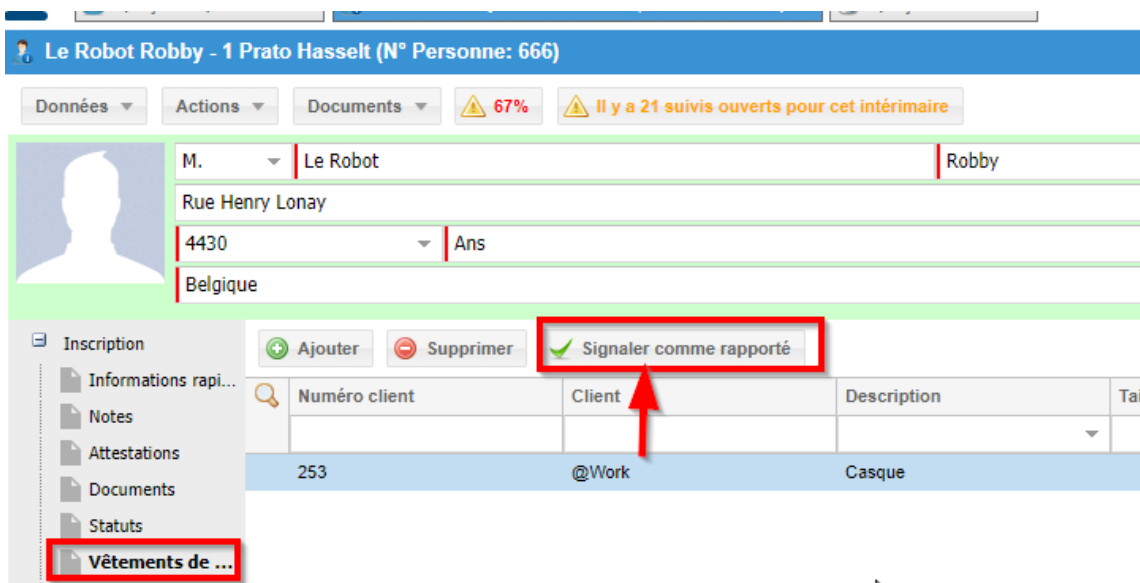 Le Robot Robby - 1 Prato Hasselt (N° Personne: 666)
Données Actions Documents 67% Il y a 21 suivis ouverts pour cet intérimaire
M. Le Robot Robby
Rue Henry Lonay
4430 Ans
Belgique
Inscription
Ajouter Supprimer Signaler comme rapporté
Informations rapi...
Numéro client Client Description Tai
Notes
Attestations
253 @Work Casque
Documents
Statuts
Vêtements de ...